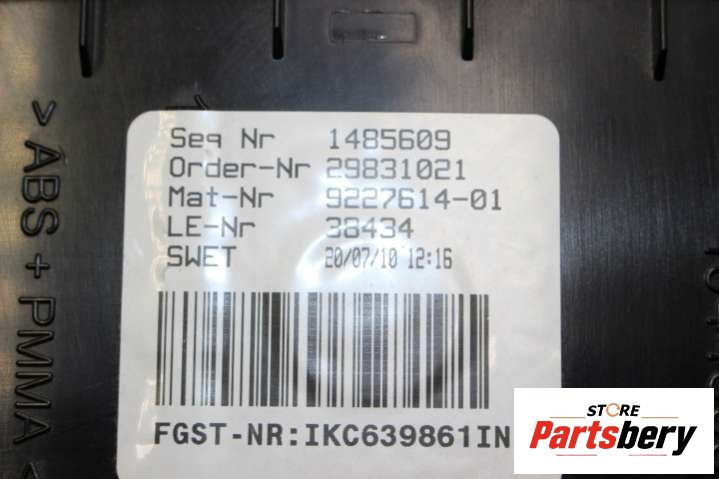 Seq Nr 1485609
Order-Nr 29831021
Mat-Nr 9227614-01
LE-Nr 38434
SWET 20/07/10 12:16
FGST-NR:IKC639861IN
> ABS + PMMA <
STORE
Partsbery